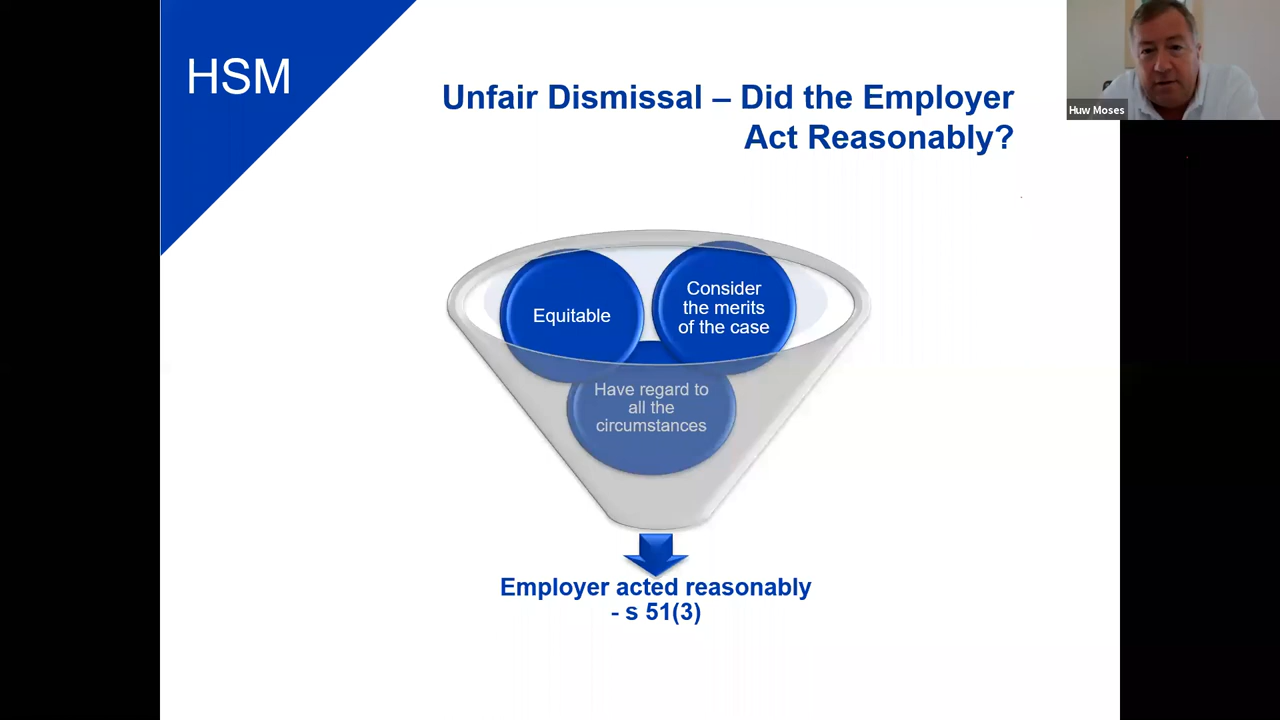 HSM
Unfair Dismissal – Did the Employer
Act Reasonably?
Huw Moses
Equitable
Consider
the merits
of the case
Have regard to
all the
circumstances
Employer acted reasonably
- s 51(3)